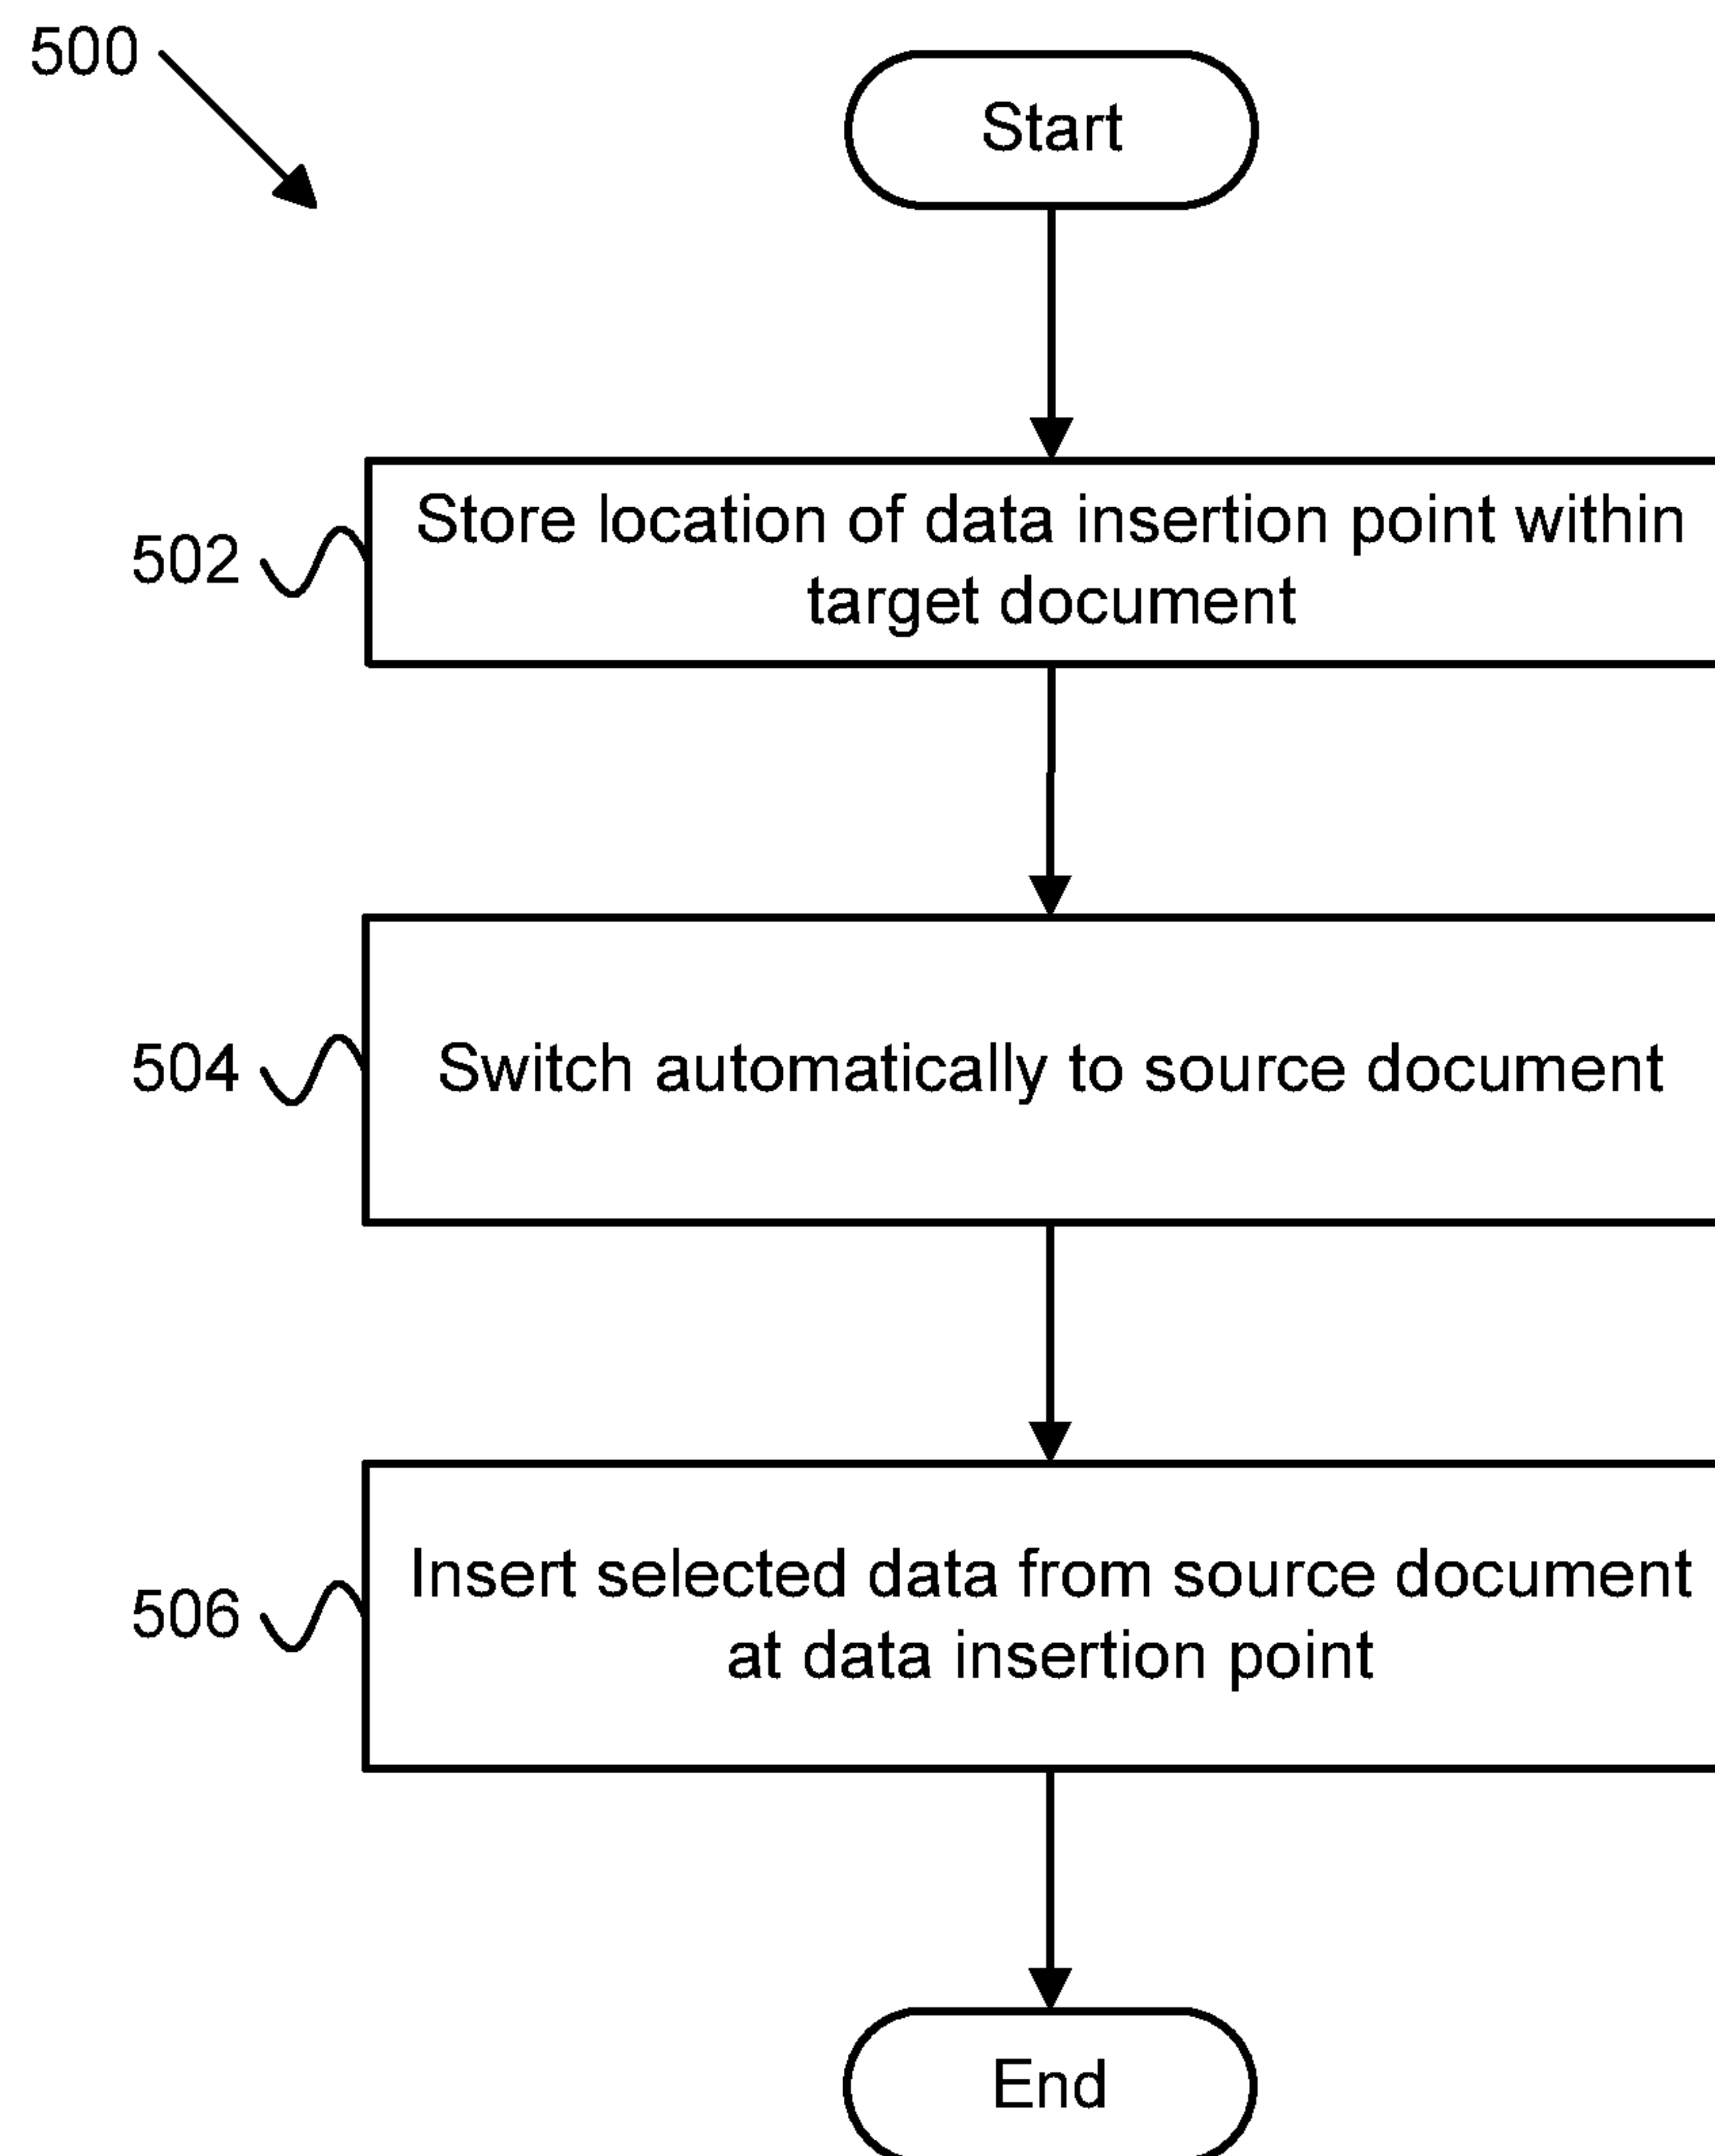 500
Start
502
Store location of data insertion point within
target document
504
Switch automatically to source document
506
Insert selected data from source document
at data insertion point
End